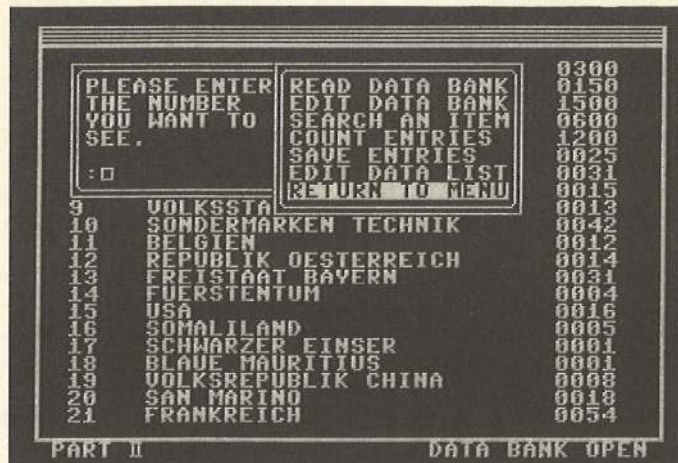 PLEASE ENTER
THE NUMBER
YOU WANT TO
SEE.
:
READ DATA BANK
EDIT DATA BANK
SEARCH AN ITEM
COUNT ENTRIES
SAVE ENTRIES
EDIT DATA LIST
RETURN TO MENU
0300
0150
1500
0600
1200
0025
0031
0015
9 VOLKSSTA 0013
10 SONDERMARKEN TECHNIK 0042
11 BELGIEN 0012
12 REPUBLIK OESTERREICH 0014
13 FREISTAAT BAYERN 0031
14 FUERSTENTUM 0004
15 USA 0016
16 SOMALILAND 0005
17 SCHWARZER EINSER 0001
18 BLAUE MAURITIUS 0001
19 VOLKSREPUBLIK CHINA 0008
20 SAN MARINO 0018
21 FRANKREICH 0054
PART II DATA BANK OPEN